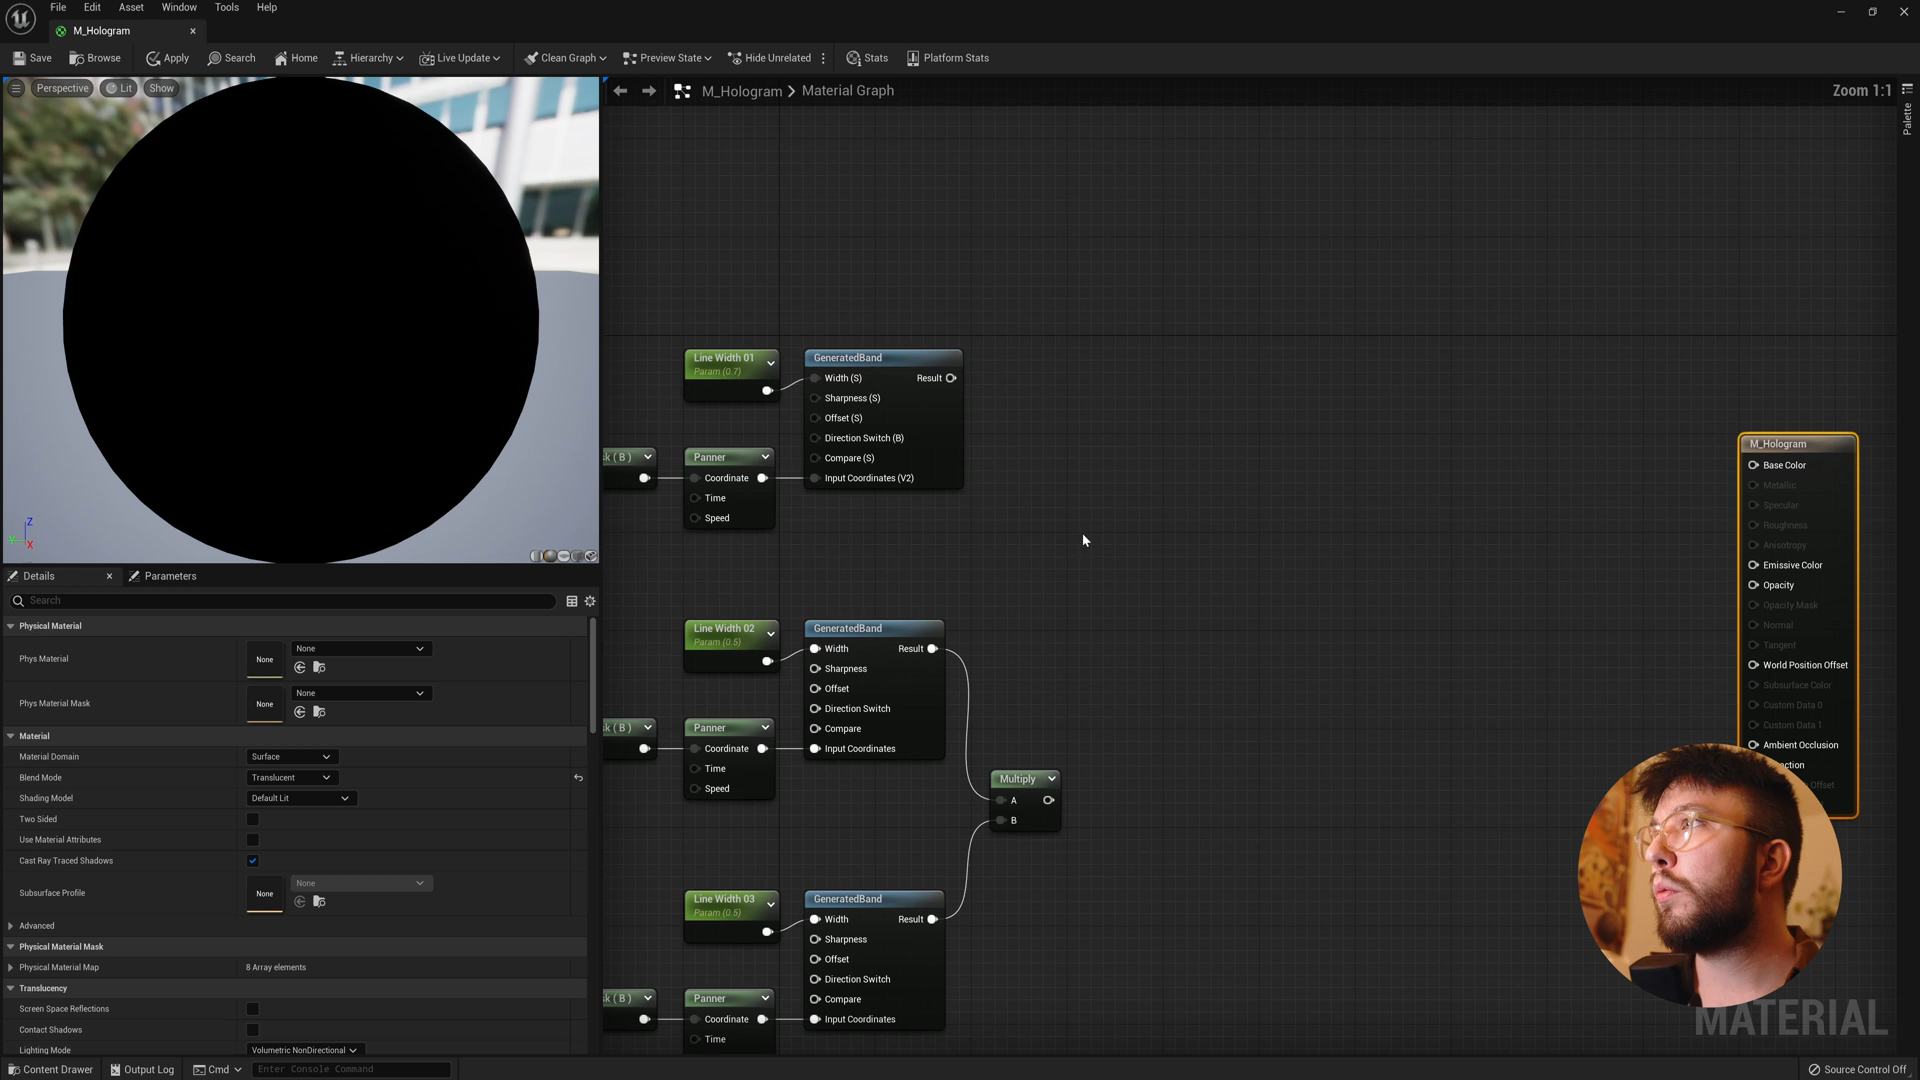 File Edit Asset Window Tools Help
M_Hologram
Save Browse Apply Search Home Hierarchy Live Update Clean Graph Preview State Hide Unrelated Stats Platform Stats
Perspective Lit Show
M_Hologram > Material Graph
Zoom 1:1
Palette
Line Width 01
Param (0.7)
GeneratedBand
Width (S) Result
Sharpness (S)
Offset (S)
Direction Switch (B)
Compare (S)
Input Coordinates (V2)
sk ( B )
Panner
Coordinate
Time
Speed
Line Width 02
Param (0.5)
GeneratedBand
Width Result
Sharpness
Offset
Direction Switch
Compare
Input Coordinates
sk ( B )
Panner
Coordinate
Time
Speed
Multiply
A
B
Line Width 03
Param (0.5)
GeneratedBand
Width Result
Sharpness
Offset
Direction Switch
Compare
Input Coordinates
sk ( B )
Panner
Coordinate
Time
M_Hologram
Base Color
Metallic
Specular
Roughness
Anisotropy
Emissive Color
Opacity
Opacity Mask
Normal
Tangent
World Position Offset
Subsurface Color
Custom Data 0
Custom Data 1
Ambient Occlusion
ction
Offset
MATERIAL
Z
Y
X
Details Parameters
Search
Physical Material
Phys Material None None
Phys Material Mask None None
Material
Material Domain Surface
Blend Mode Translucent
Shading Model Default Lit
Two Sided
Use Material Attributes
Cast Ray Traced Shadows
Subsurface Profile None None
Advanced
Physical Material Mask
Physical Material Map 8 Array elements
Translucency
Screen Space Reflections
Contact Shadows
Lighting Mode Volumetric NonDirectional
Content Drawer Output Log Cmd Enter Console Command Source Control Off